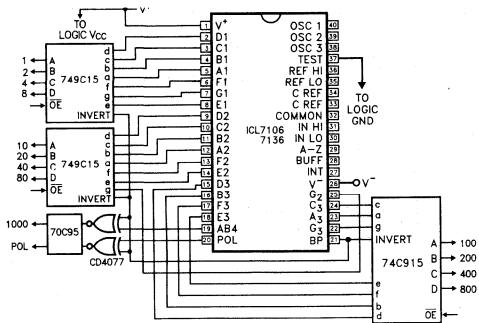 V+
TO
LOGIC VCC
1
2
4
8
A
B
C
D
OE
749C15
d
c
b
a
f
g
e
INVERT
10
20
40
80
A
B
C
D
OE
749C15
d
c
b
a
f
e
g
INVERT
1000
POL
70C95
CD4077
1 V+
2 D1
3 C1
4 B1
5 A1
6 F1
7 G1
8 E1
9 D2
10 C2
11 B2
12 A2
13 F2
14 E2
15 D3
16 B3
17 F3
18 E3
19 AB4
20 POL
ICL7106
7136
OSC 1 40
OSC 2 39
OSC 3 38
TEST 37
REF HI 36
REF LO 35
C REF 34
C REF 33
COMMON 32
IN HI 31
IN LO 30
A-Z 29
BUFF 28
INT 27
V- 26
G2 25
C3 24
A3 23
G3 22
BP 21
TO
LOGIC
GND
V-
c
a
g
INVERT
e
f
b
d
74C915
A
B
C
D
OE
100
200
400
800